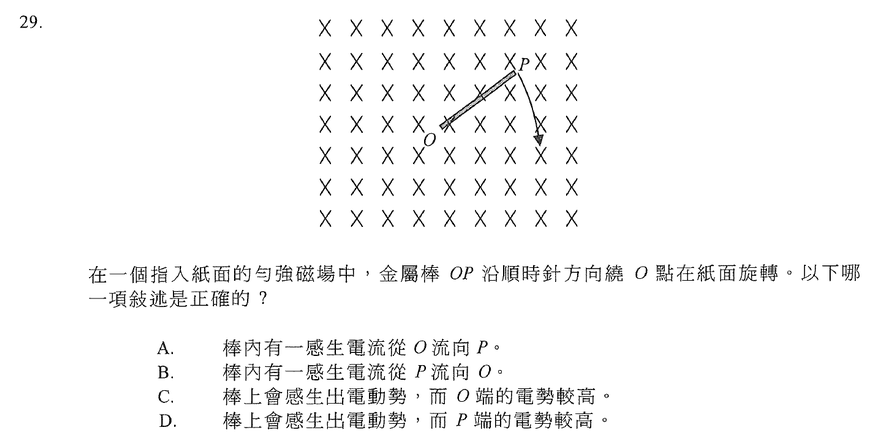 29.
X X X X X X X X X
X X X X X X X P X X
X X X X X X X X X
X X X X X X X X X
O
X X X X X X X X X
X X X X X X X X X
X X X X X X X X X
在一個指入紙面的勻強磁場中，金屬棒 OP 沿順時針方向繞 O 點在紙面旋轉。以下哪
一項敍述是正確的？
A. 棒內有一感生電流從 O 流向 P。
B. 棒內有一感生電流從 P 流向 O。
C. 棒上會感生出電動勢，而 O 端的電勢較高。
D. 棒上會感生出電動勢，而 P 端的電勢較高。